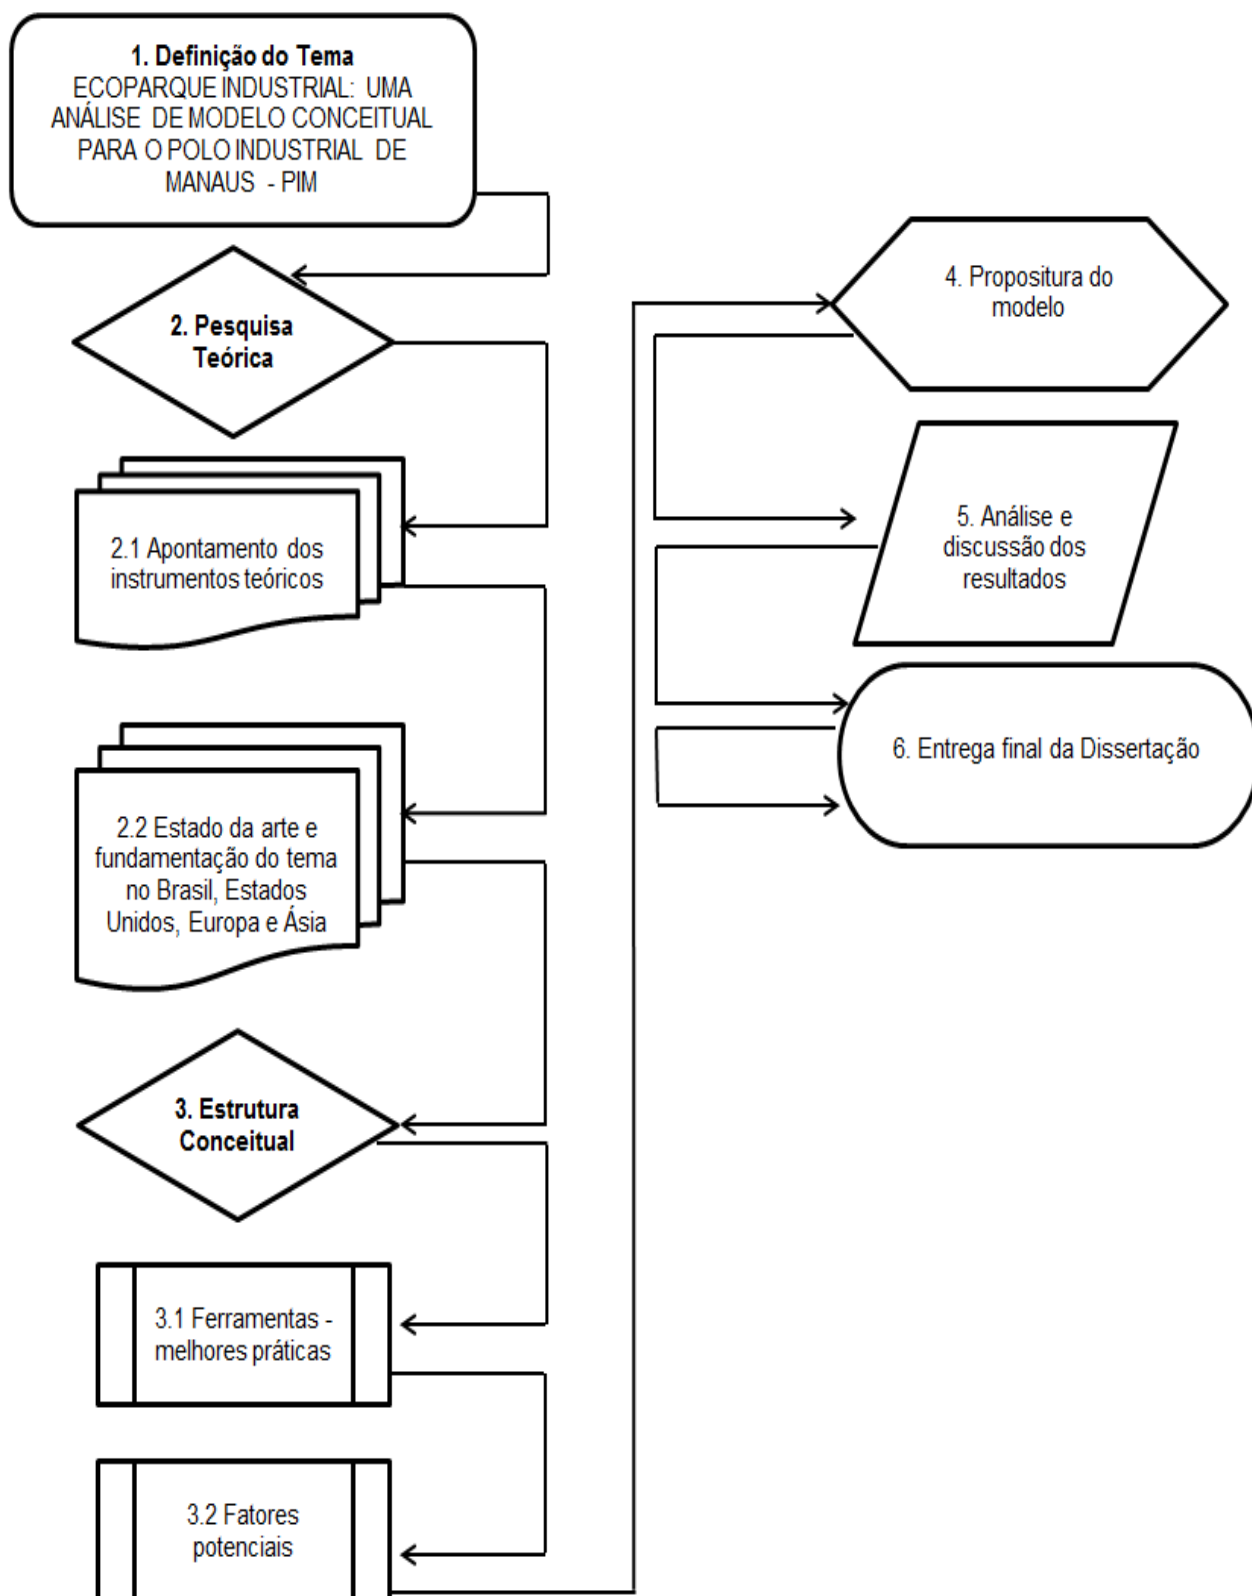 1. Definição do Tema
ECOPARQUE INDUSTRIAL: UMA
ANÁLISE DE MODELO CONCEITUAL
PARA O POLO INDUSTRIAL DE
MANAUS - PIM
2. Pesquisa
Teórica
2.1 Apontamento dos
instrumentos teóricos
2.2 Estado da arte e
fundamentação do tema
no Brasil, Estados
Unidos, Europa e Ásia
3. Estrutura
Conceitual
3.1 Ferramentas -
melhores práticas
3.2 Fatores
potenciais
4. Propositura do
modelo
5. Análise e
discussão dos
resultados
6. Entrega final da Dissertação